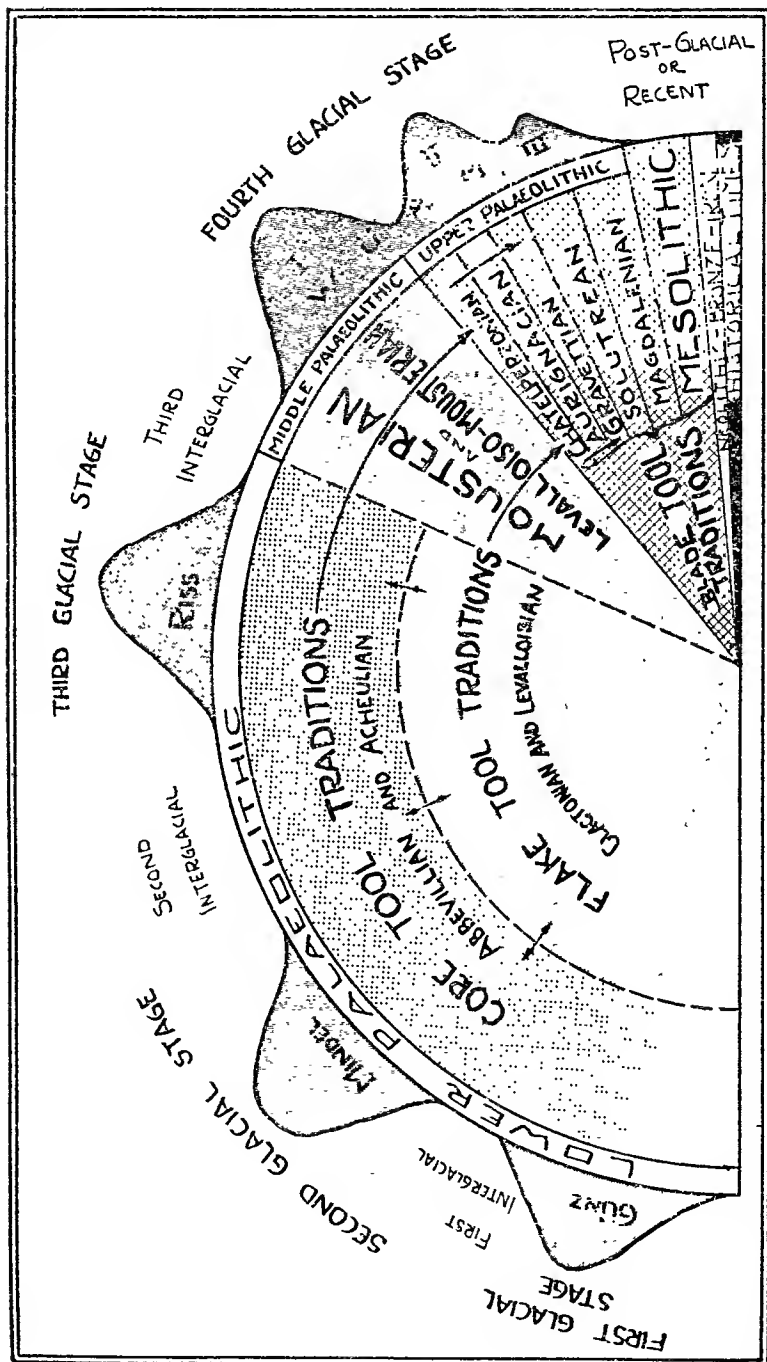 POST-GLACIAL
OR
RECENT
FOURTH GLACIAL STAGE
THIRD
INTERGLACIAL
THIRD GLACIAL STAGE
RISS
SECOND
INTERGLACIAL
SECOND GLACIAL STAGE
MINDEL
FIRST
INTERGLACIAL
FIRST GLACIAL
STAGE
GÜNZ
LOWER PALAEOLITHIC
MIDDLE PALAEOLITHIC
UPPER PALAEOLITHIC
CORE TOOL TRADITIONS
ABBEVILLIAN AND ACHEULIAN
FLAKE TOOL TRADITIONS
CLACTONIAN AND LEVALLOISIAN
MOUSTERIAN
AND
LEVALLOISO-MOUSTERIAN
CHATELPERRONIAN
AURIGNACIAN
GRAVETTIAN
SOLUTREAN
MAGDALENIAN
MESOLITHIC
BLADE TOOL
TRADITIONS